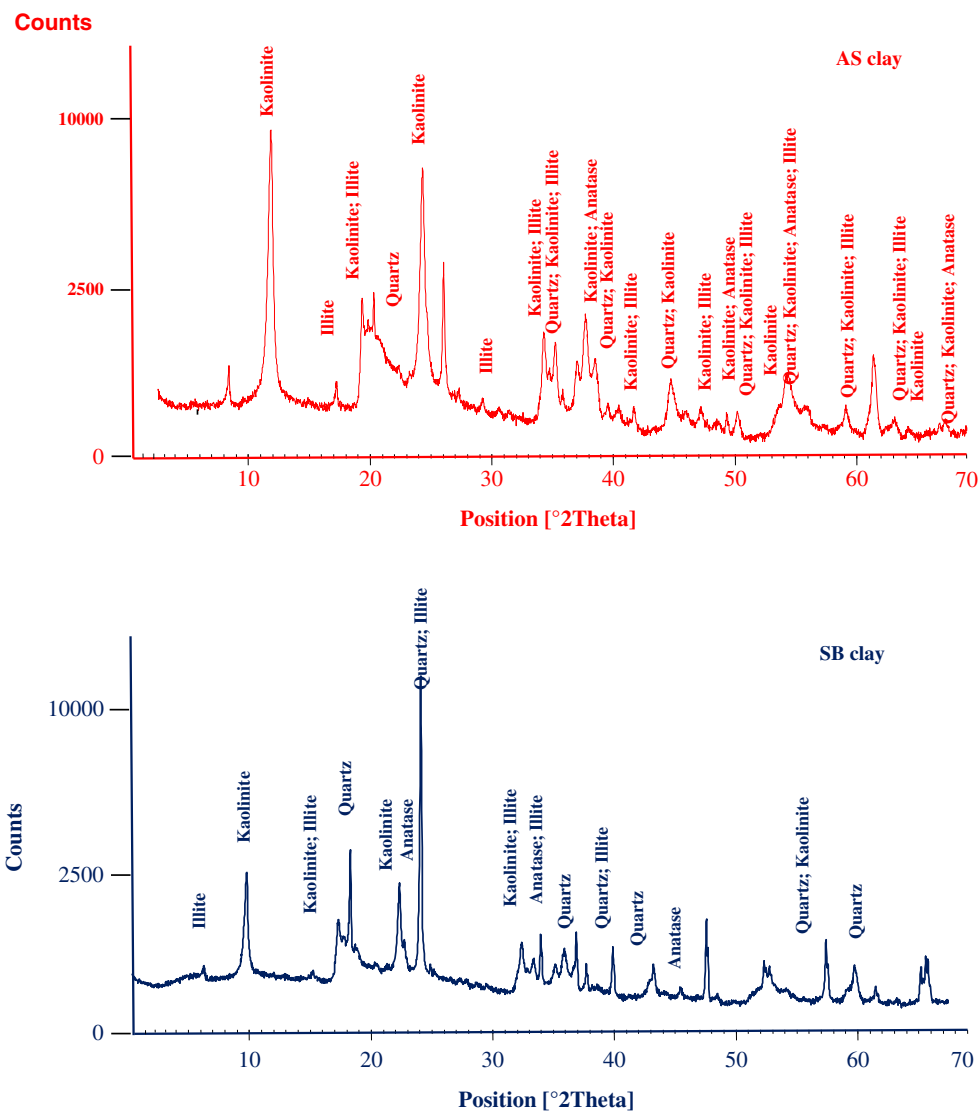 Counts
AS clay
Kaolinite
Illite
Kaolinite; Illite
Quartz
Kaolinite
Illite
Kaolinite; Illite
Quartz; Kaolinite; Illite
Kaolinite; Anatase
Quartz; Kaolinite
Kaolinite; Illite
Quartz; Kaolinite
Kaolinite; Illite
Kaolinite; Anatase
Quartz; Kaolinite; Illite
Kaolinite
Quartz; Kaolinite; Anatase; Illite
Quartz; Kaolinite; Illite
Quartz; Kaolinite; Illite
Kaolinite
Quartz; Kaolinite; Anatase
10000
2500
0
10 20 30 40 50 60 70
Position [°2Theta]
SB clay
Counts
Illite
Kaolinite
Kaolinite; Illite
Quartz
Kaolinite
Anatase
Quartz; Illite
Kaolinite; Illite
Anatase; Illite
Quartz
Quartz; Illite
Quartz
Anatase
Quartz; Kaolinite
Quartz
10000
2500
0
10 20 30 40 50 60 70
Position [°2Theta]